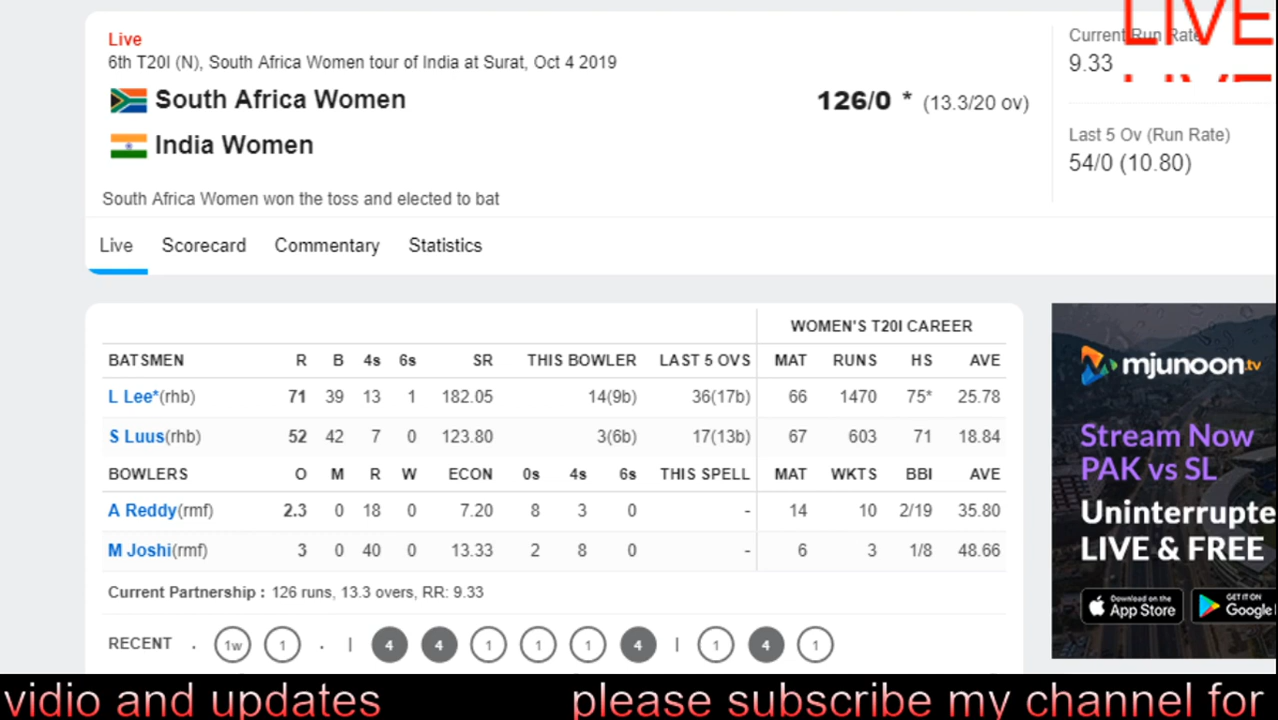 LIVE
LIVE
Live
6th T20I (N), South Africa Women tour of India at Surat, Oct 4 2019
South Africa Women 126/0 * (13.3/20 ov)
India Women
South Africa Women won the toss and elected to bat
Current Run Rate
9.33
Last 5 Ov (Run Rate)
54/0 (10.80)
Live Scorecard Commentary Statistics
WOMEN'S T20I CAREER
BATSMEN R B 4s 6s SR THIS BOWLER LAST 5 OVS MAT RUNS HS AVE
L Lee*(rhb) 71 39 13 1 182.05 14(9b) 36(17b) 66 1470 75* 25.78
S Luus(rhb) 52 42 7 0 123.80 3(6b) 17(13b) 67 603 71 18.84
BOWLERS O M R W ECON 0s 4s 6s THIS SPELL MAT WKTS BBI AVE
A Reddy(rmf) 2.3 0 18 0 7.20 8 3 0 - 14 10 2/19 35.80
M Joshi(rmf) 3 0 40 0 13.33 2 8 0 - 6 3 1/8 48.66
Current Partnership : 126 runs, 13.3 overs, RR: 9.33
RECENT . 1w 1 . | 4 4 1 1 1 4 | 1 4 1
mjunoon.tv
Stream Now
PAK vs SL
Uninterrupte
LIVE & FREE
Download on the
App Store
GET IT ON
Google
vidio and updates please subscribe my channel for